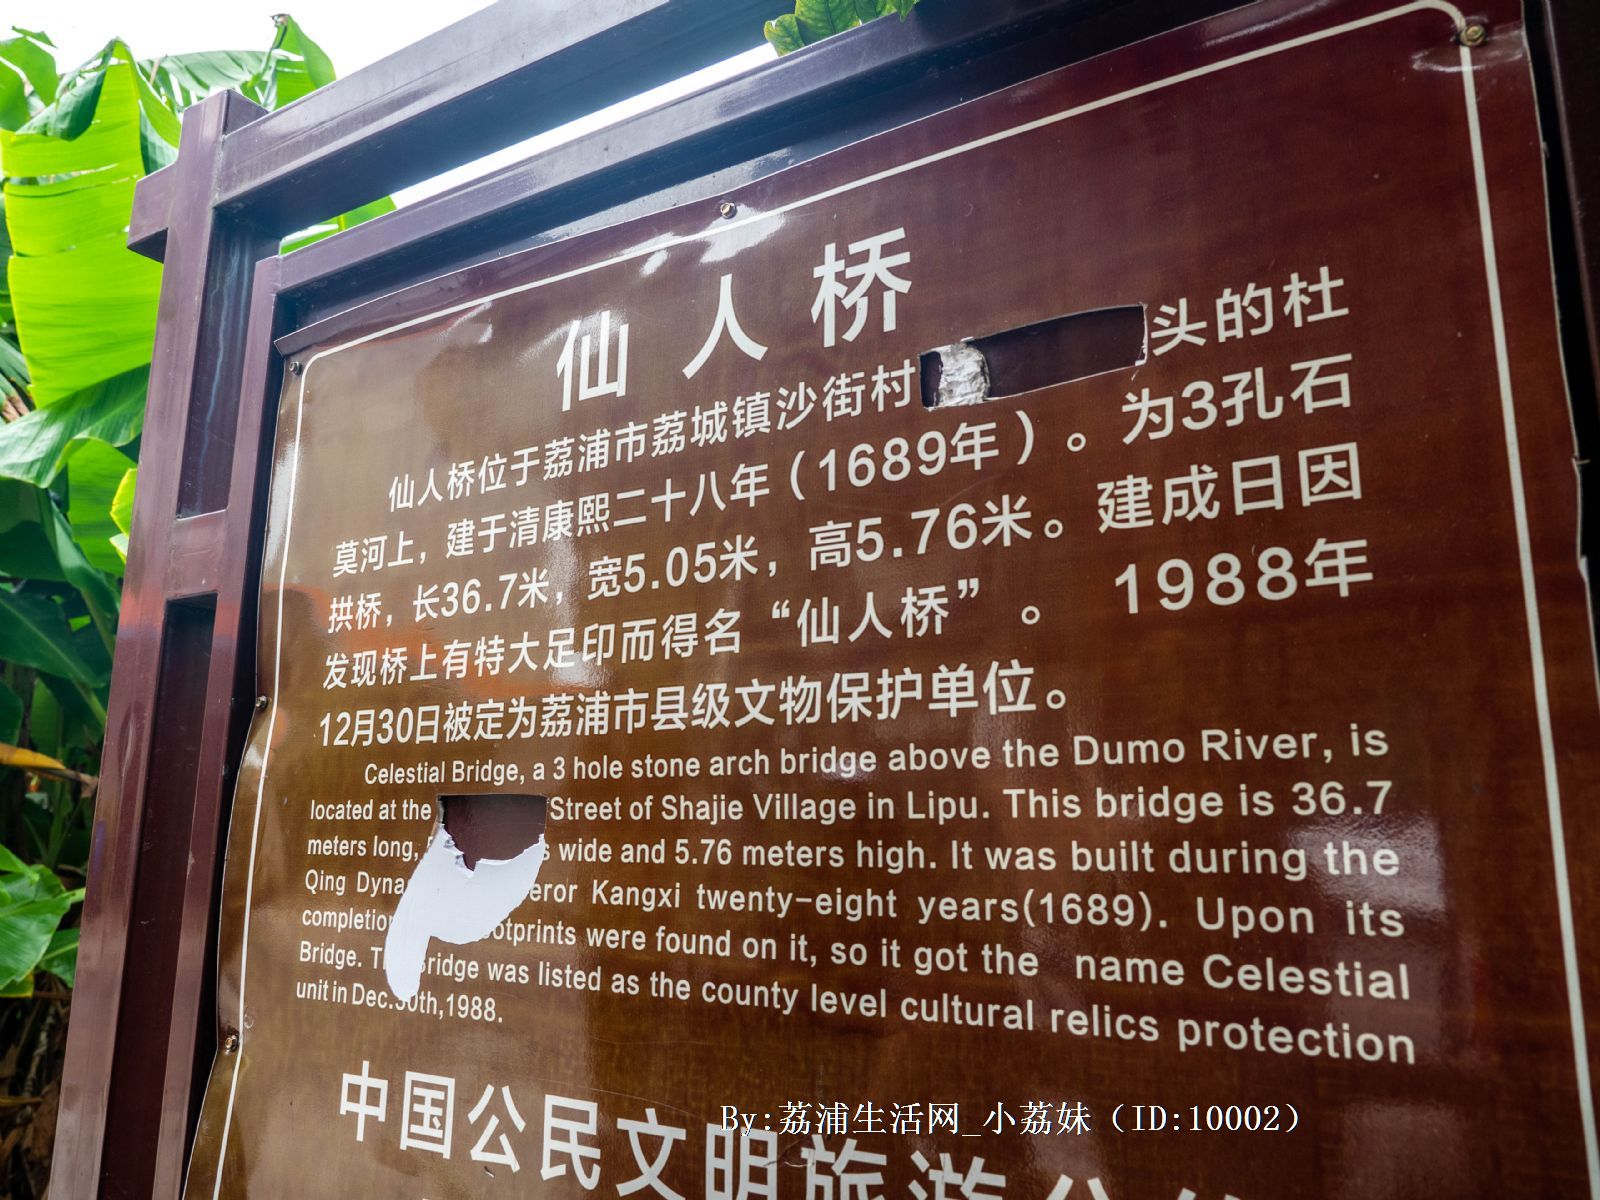 仙人桥
仙人桥位于荔浦市荔城镇沙街村 头的杜
莫河上，建于清康熙二十八年（1689年）。为3孔石
拱桥，长36.7米，宽5.05米，高5.76米。建成日因
发现桥上有特大足印而得名“仙人桥”。 1988年
12月30日被定为荔浦市县级文物保护单位。
Celestial Bridge, a 3 hole stone arch bridge above the Dumo River, is
located at the Street of Shajie Village in Lipu. This bridge is 36.7
meters long, wide and 5.76 meters high. It was built during the
Qing Kangxi twenty-eight years(1689). Upon its
were found on it, so it got the name Celestial
Bridge. was listed as the county level cultural relics protection
unit in Dec.30th,1988.
中国公民文明旅游公约
By:荔浦生活网_小荔妹（ID:10002）